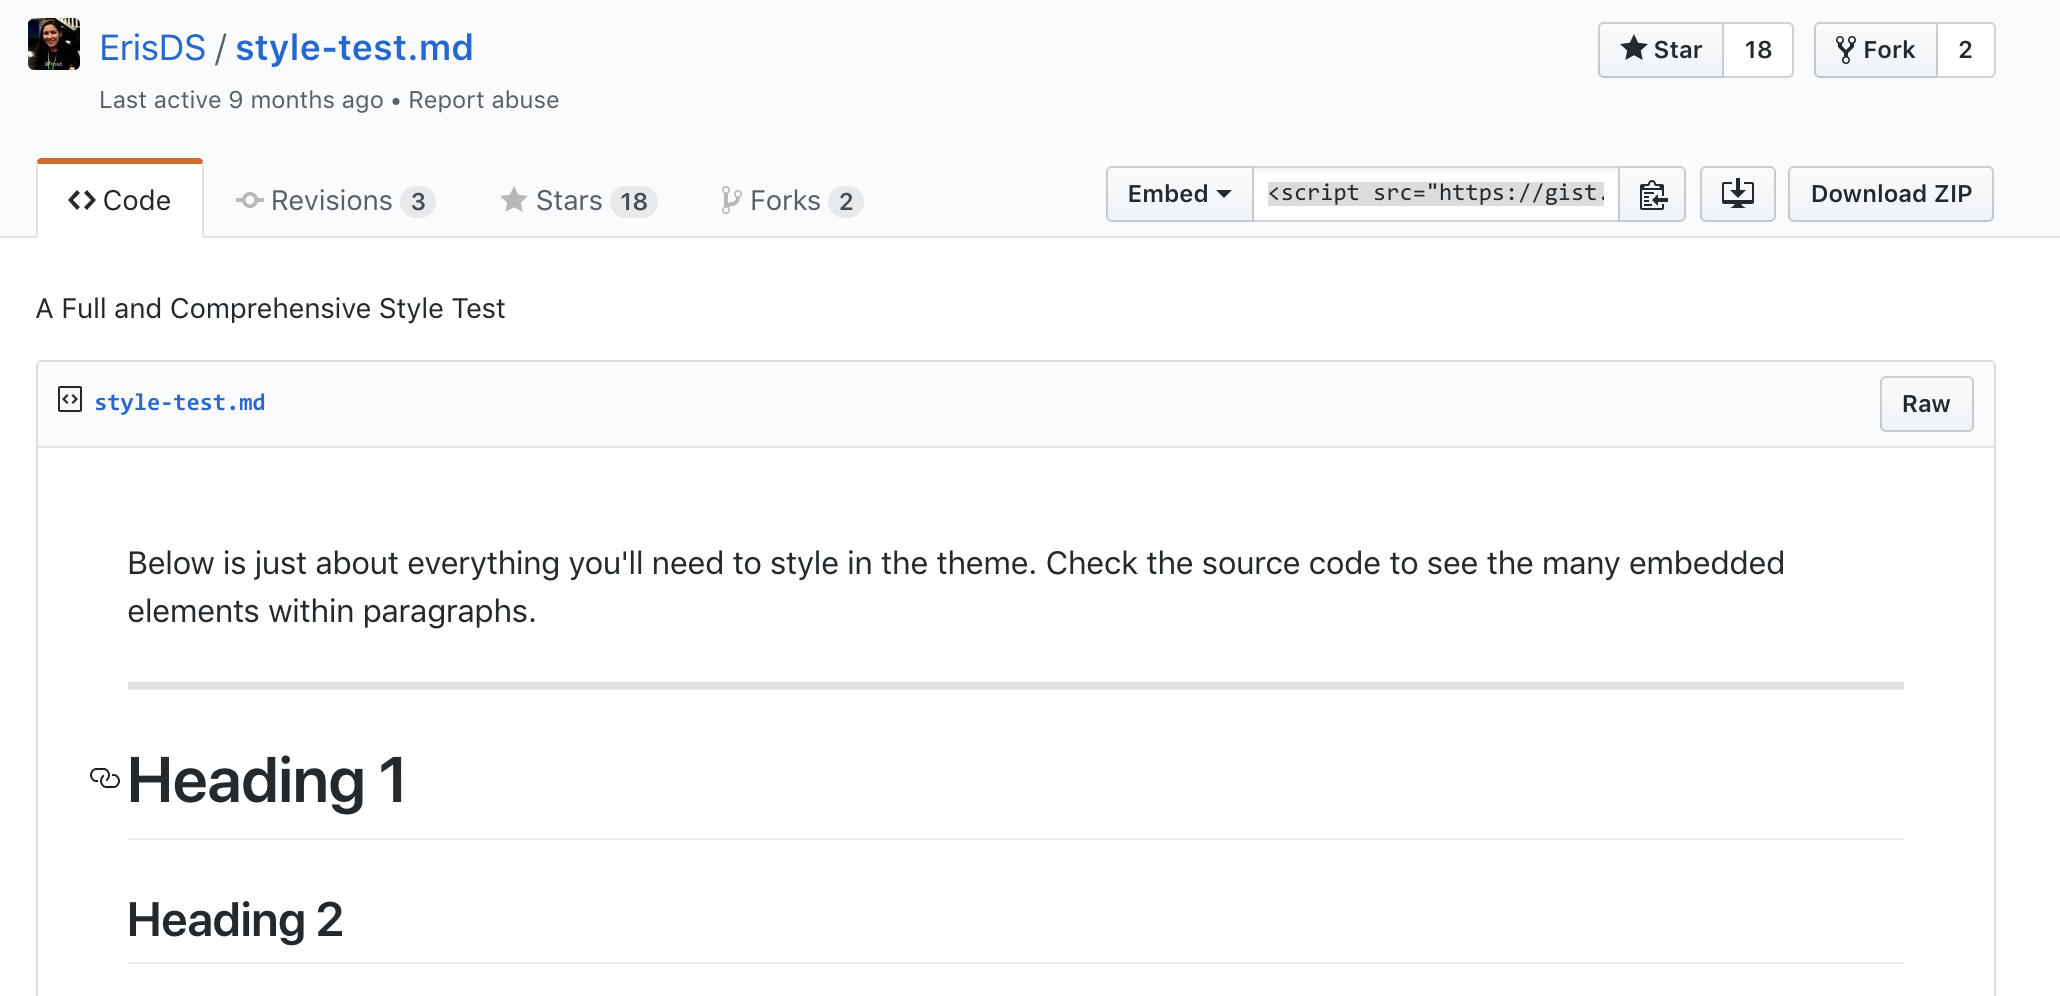 ErisDS / style-test.md
Star 18
Fork 2
Last active 9 months ago • Report abuse
Code
Revisions 3
Stars 18
Forks 2
Embed
<script src="https://gist.
Download ZIP
A Full and Comprehensive Style Test
style-test.md
Raw
Below is just about everything you'll need to style in the theme. Check the source code to see the many embedded
elements within paragraphs.
Heading 1
Heading 2